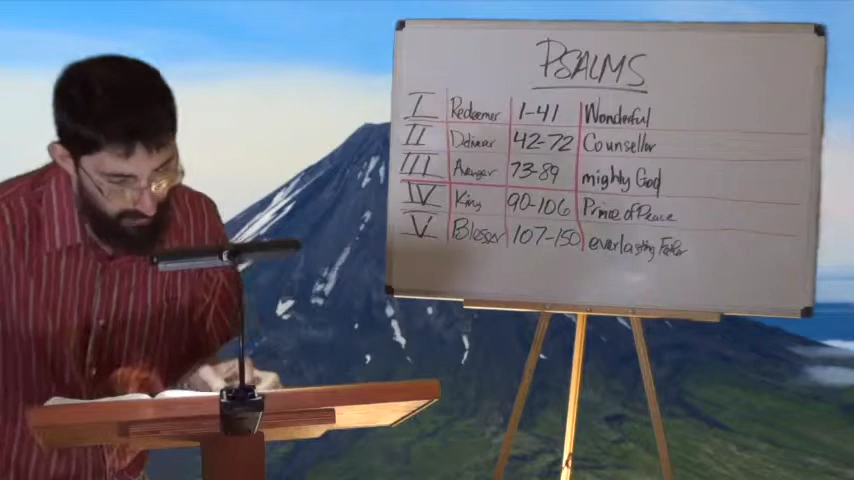 PSALMS
I Redeemer 1-41 Wonderful
II Deliverer 42-72 Counsellor
III Avenger 73-89 mighty God
IV King 90-106 Prince of Peace
V Blesser 107-150 everlasting Father